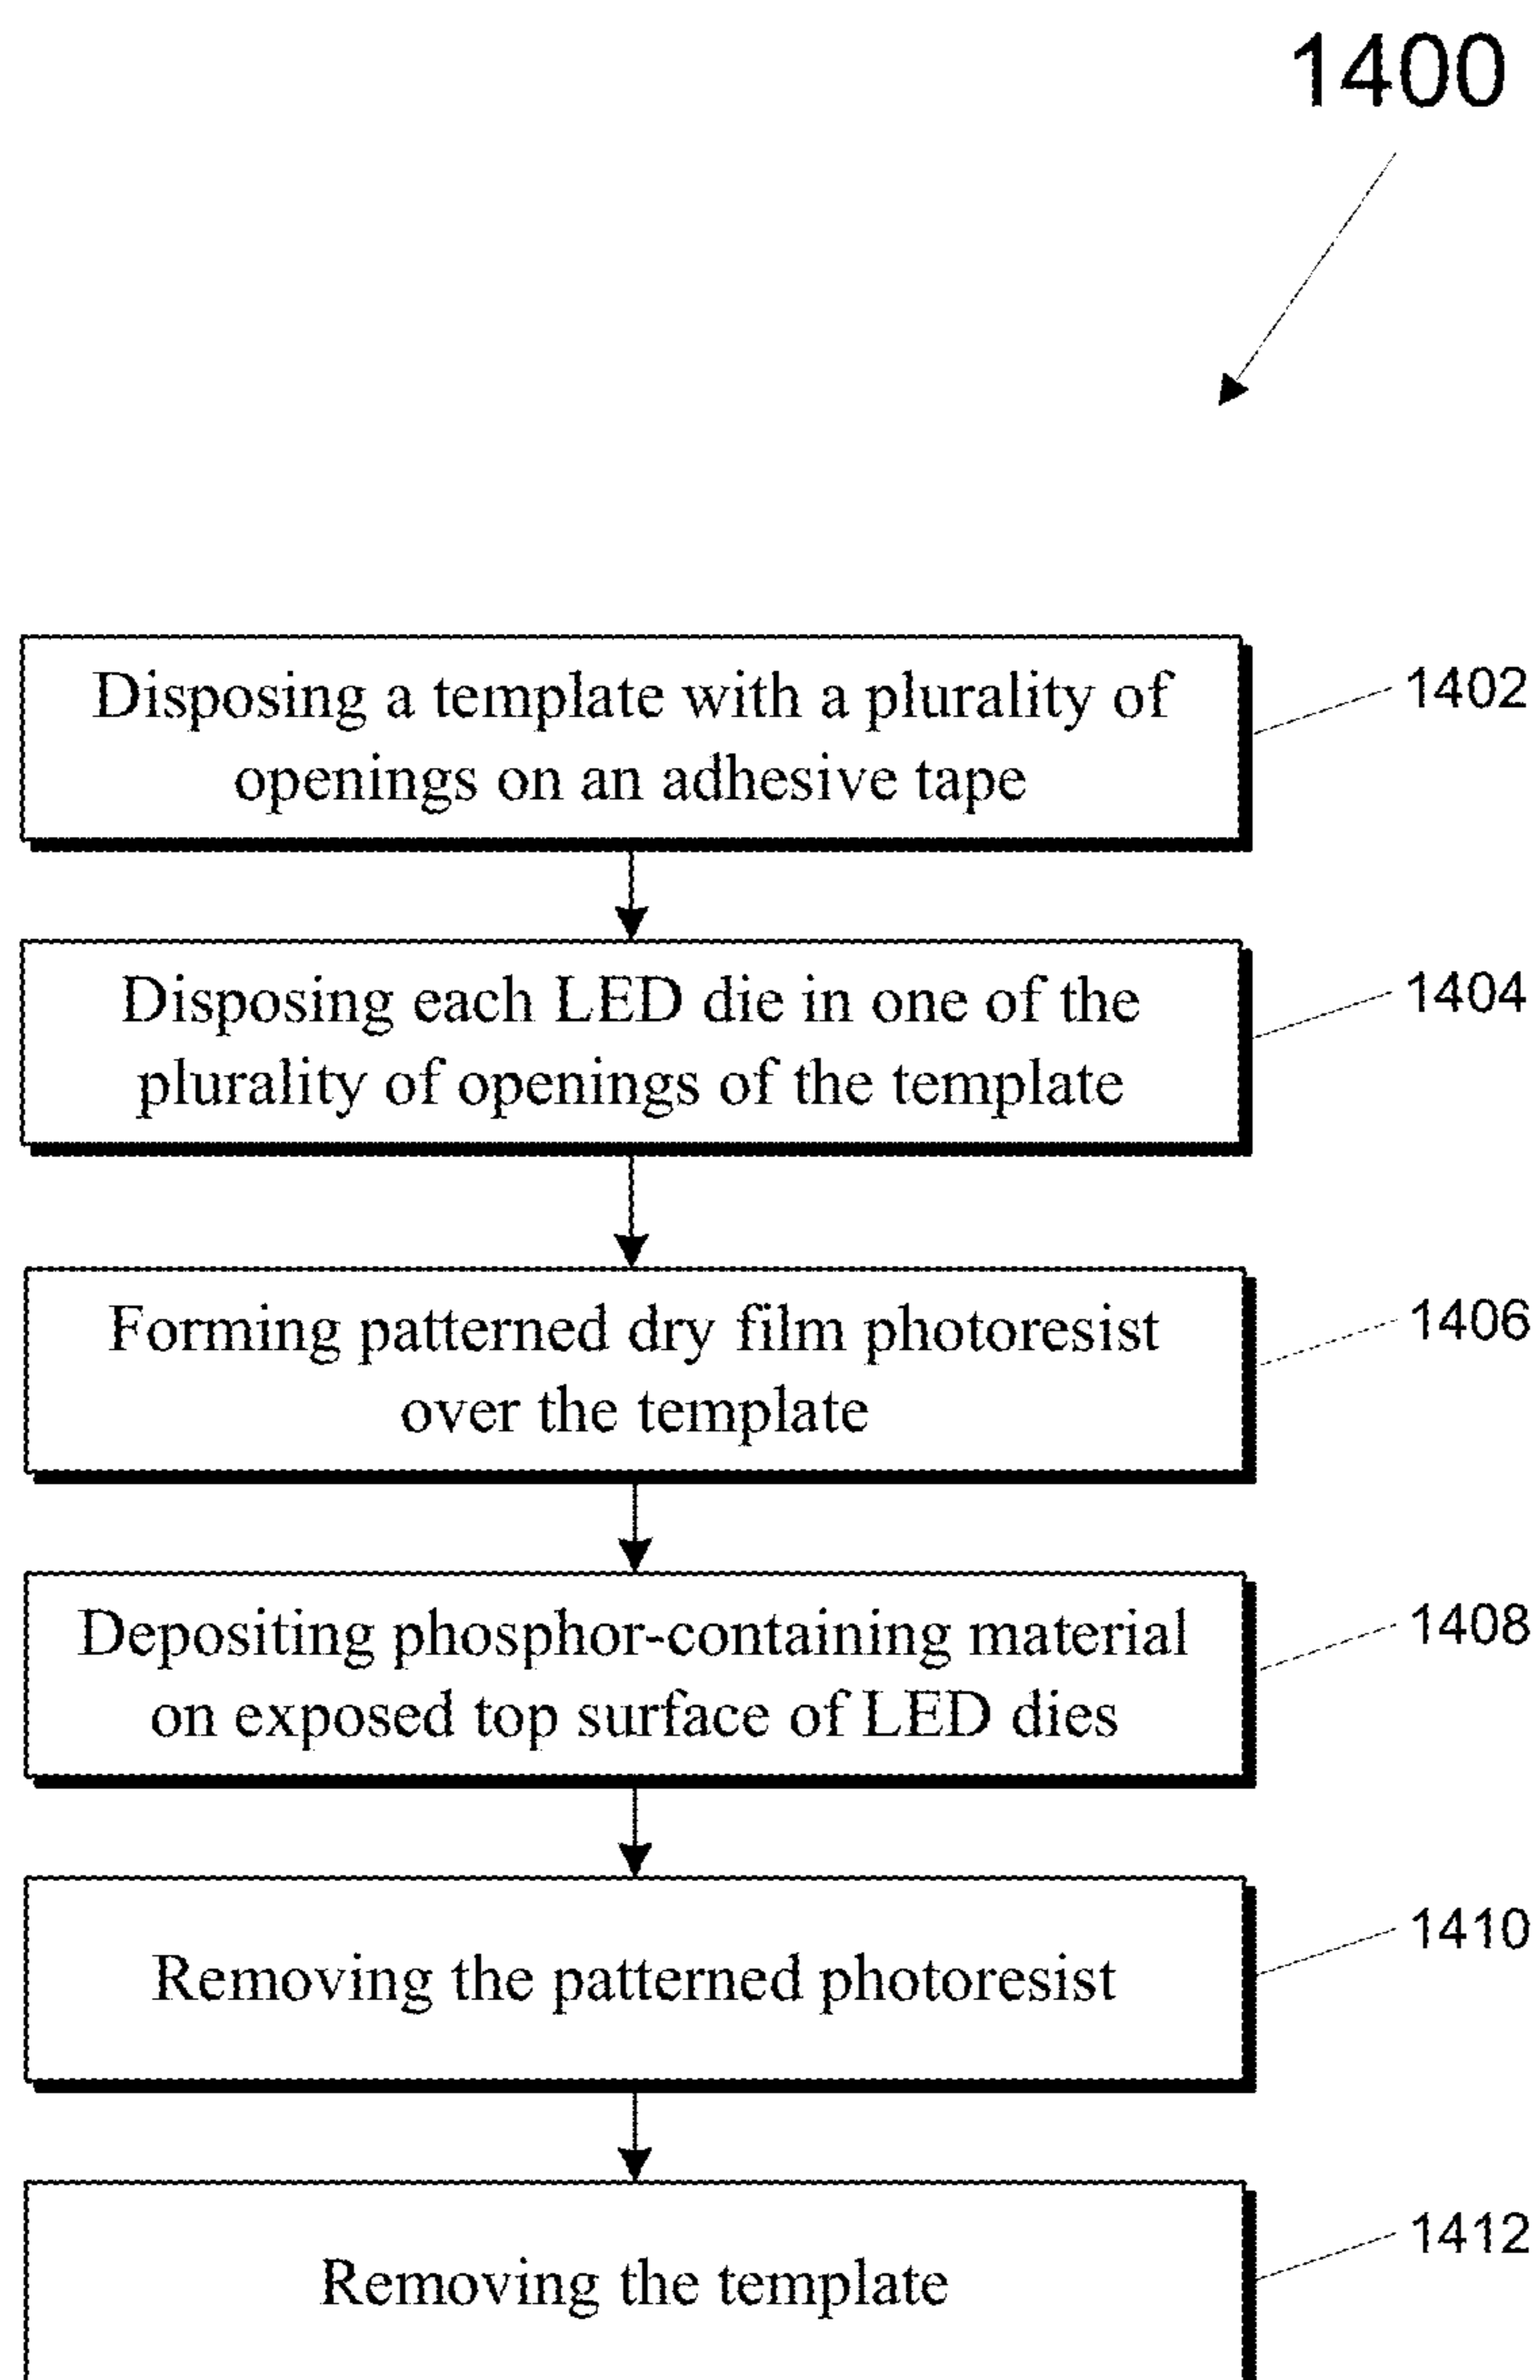 1400
Disposing a template with a plurality of
openings on an adhesive tape
1402
Disposing each LED die in one of the
plurality of openings of the template
1404
Forming patterned dry film photoresist
over the template
1406
Depositing phosphor-containing material
on exposed top surface of LED dies
1408
Removing the patterned photoresist
1410
Removing the template
1412